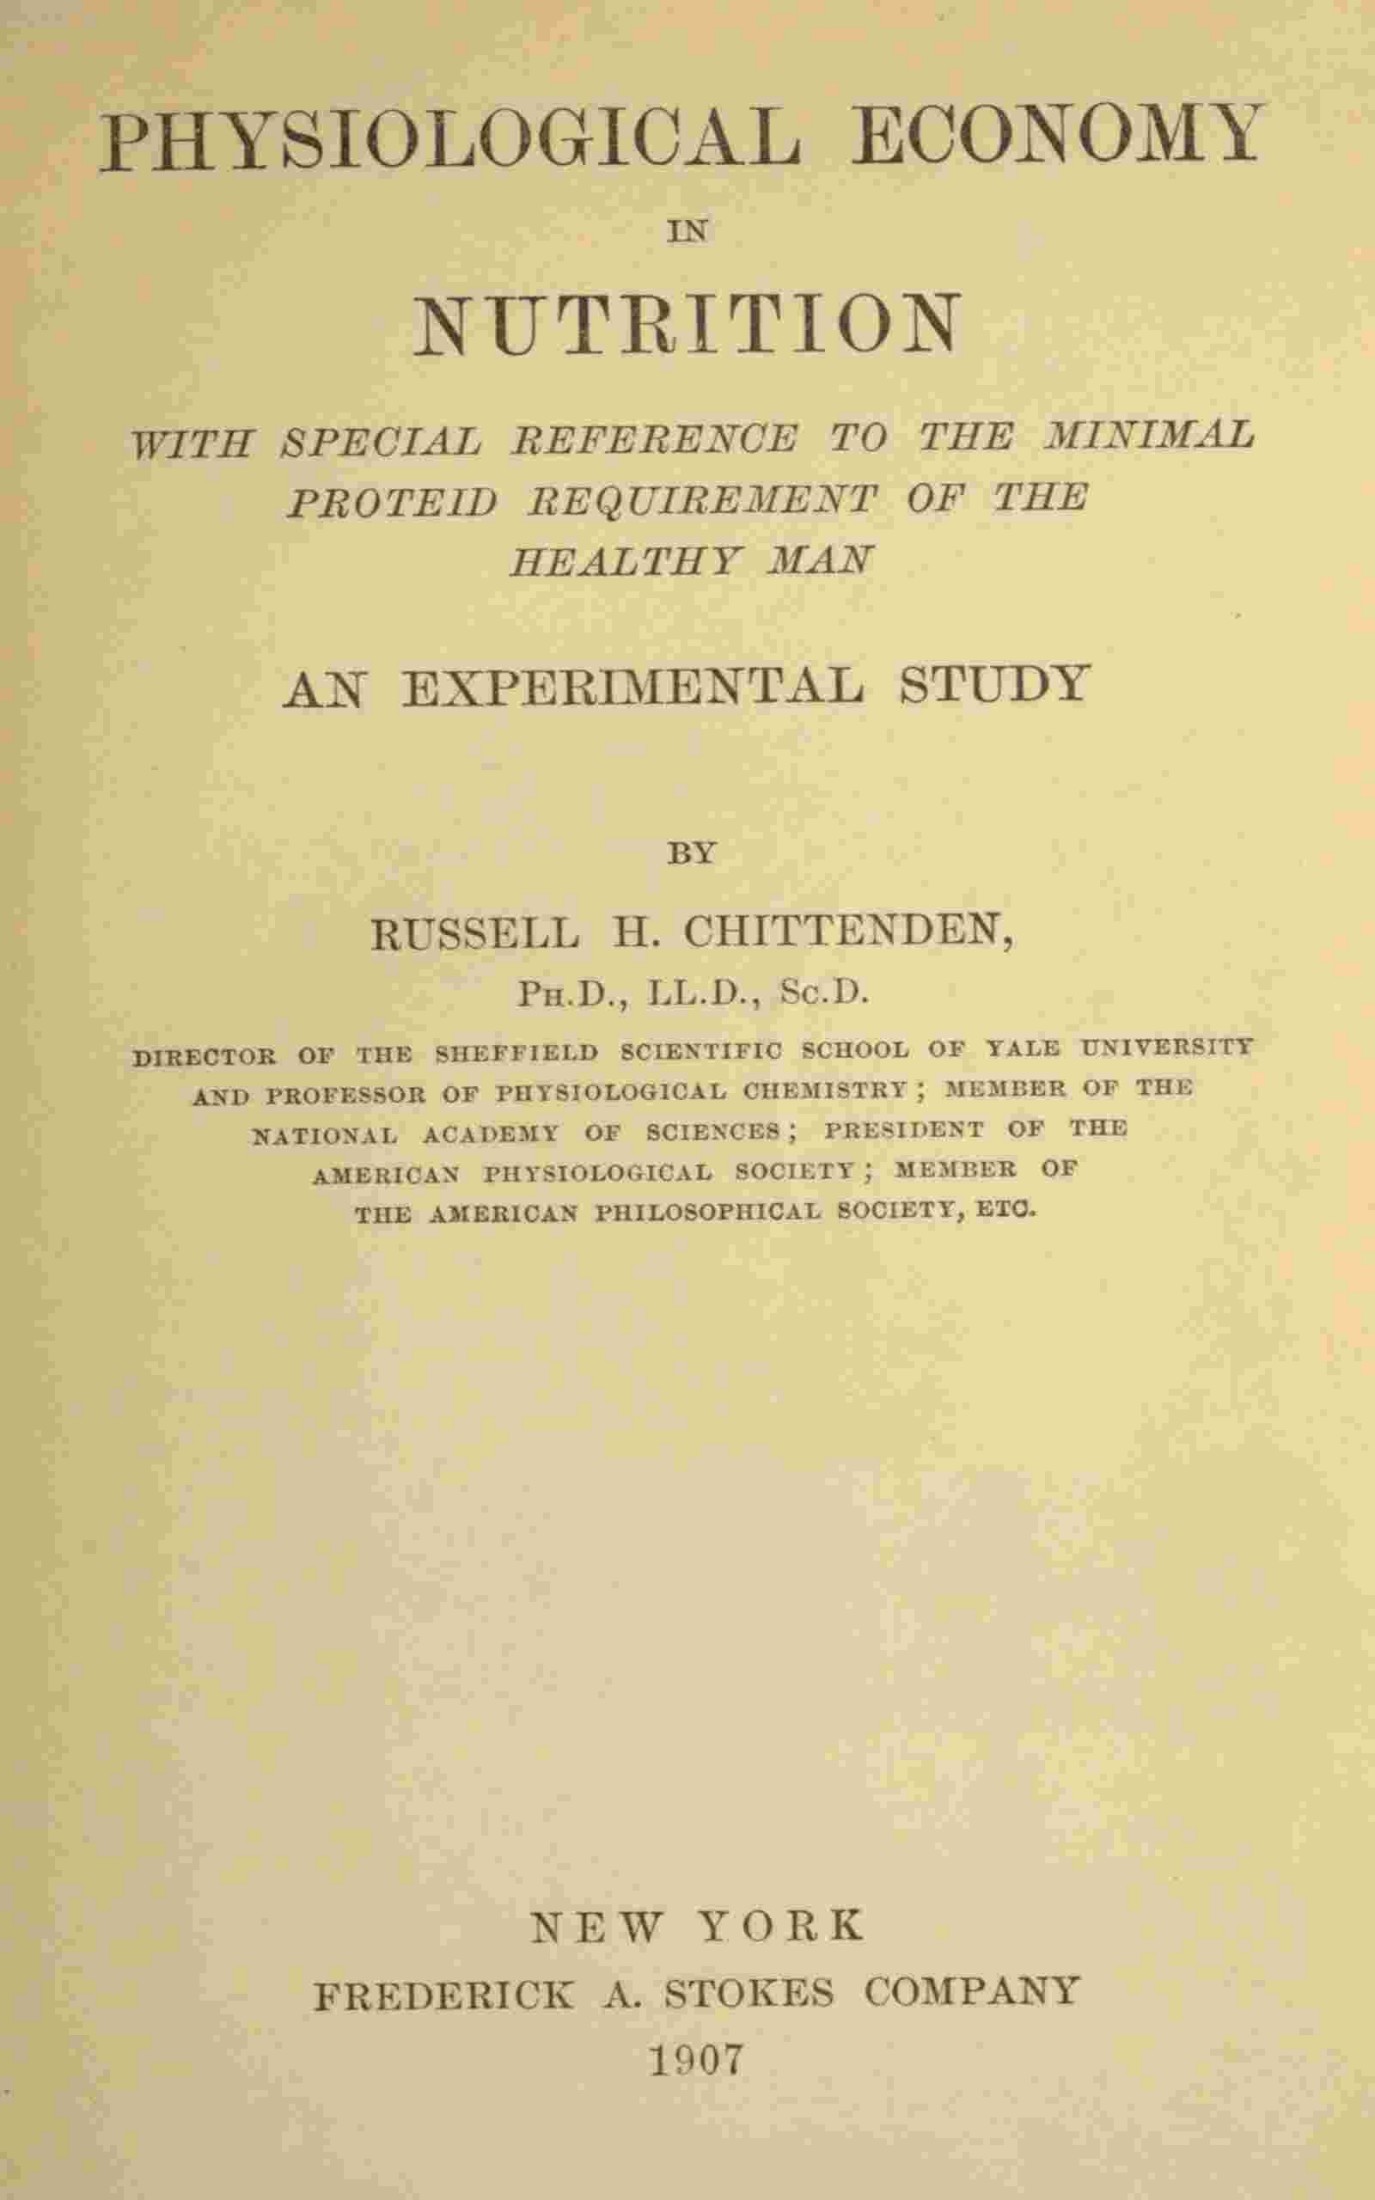 PHYSIOLOGICAL ECONOMY
IN
NUTRITION
WITH SPECIAL REFERENCE TO THE MINIMAL
PROTEID REQUIREMENT OF THE
HEALTHY MAN
AN EXPERIMENTAL STUDY
BY
RUSSELL H. CHITTENDEN,
PH.D., LL.D., SC.D.
DIRECTOR OF THE SHEFFIELD SCIENTIFIC SCHOOL OF YALE UNIVERSITY
AND PROFESSOR OF PHYSIOLOGICAL CHEMISTRY; MEMBER OF THE
NATIONAL ACADEMY OF SCIENCES; PRESIDENT OF THE
AMERICAN PHYSIOLOGICAL SOCIETY; MEMBER OF
THE AMERICAN PHILOSOPHICAL SOCIETY, ETC.
NEW YORK
FREDERICK A. STOKES COMPANY
1907